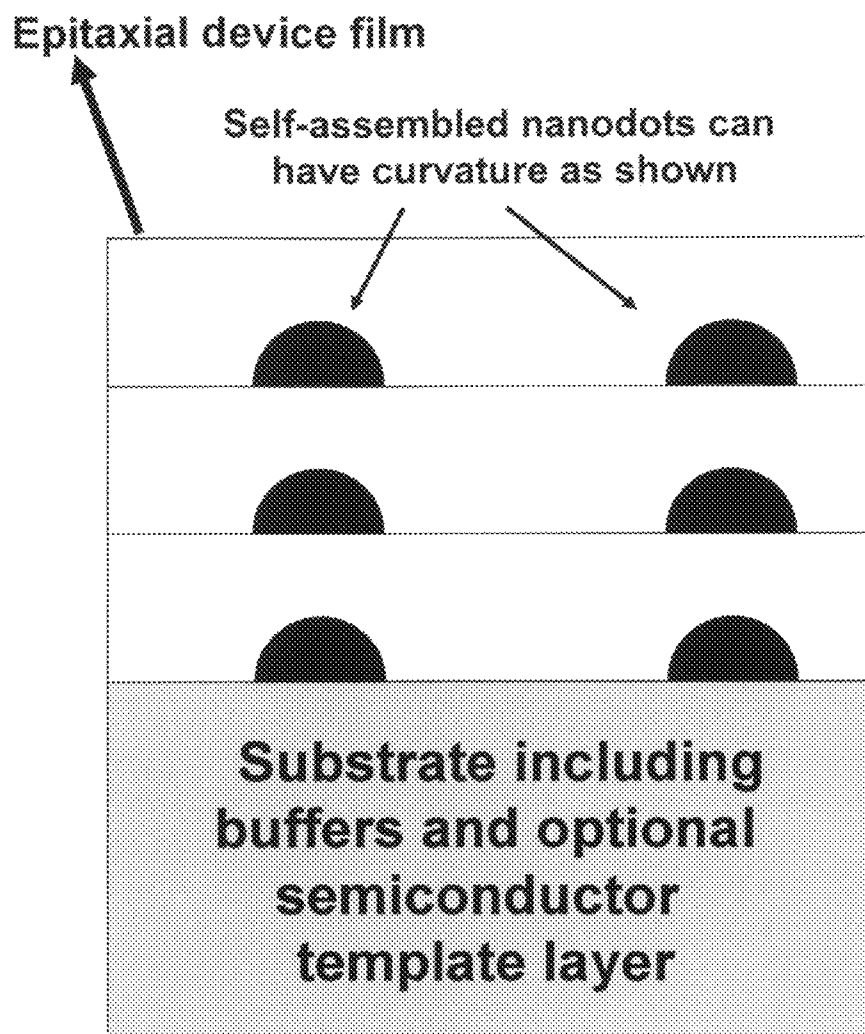 Epitaxial device film
Self-assembled nanodots can
have curvature as shown
Substrate including
buffers and optional
semiconductor
template layer